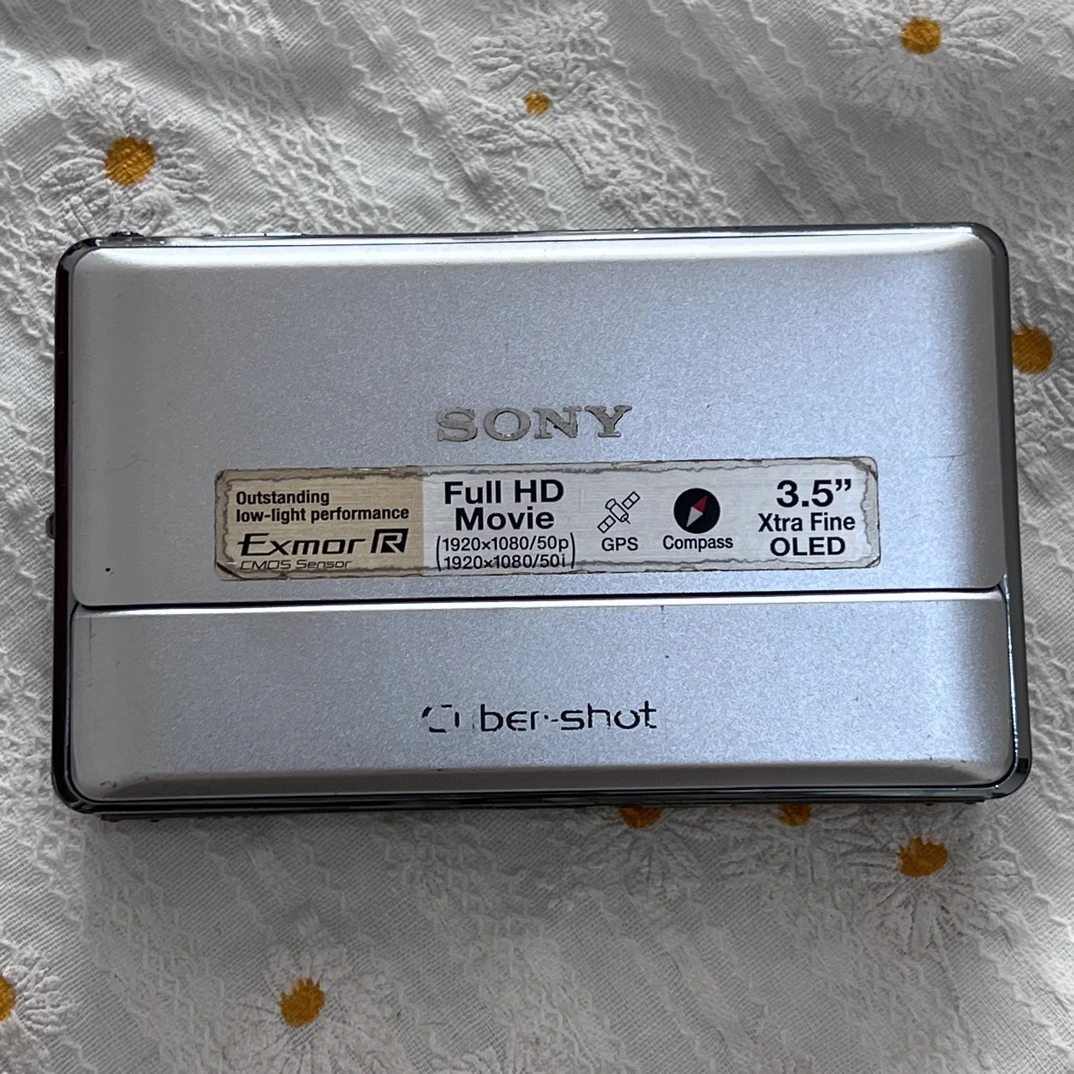 SONY
Outstanding
low-light performance
Exmor R
CMOS Sensor
Full HD
Movie
(1920×1080/50p)
(1920×1080/50i)
GPS
Compass
3.5”
Xtra Fine
OLED
Cyber-shot